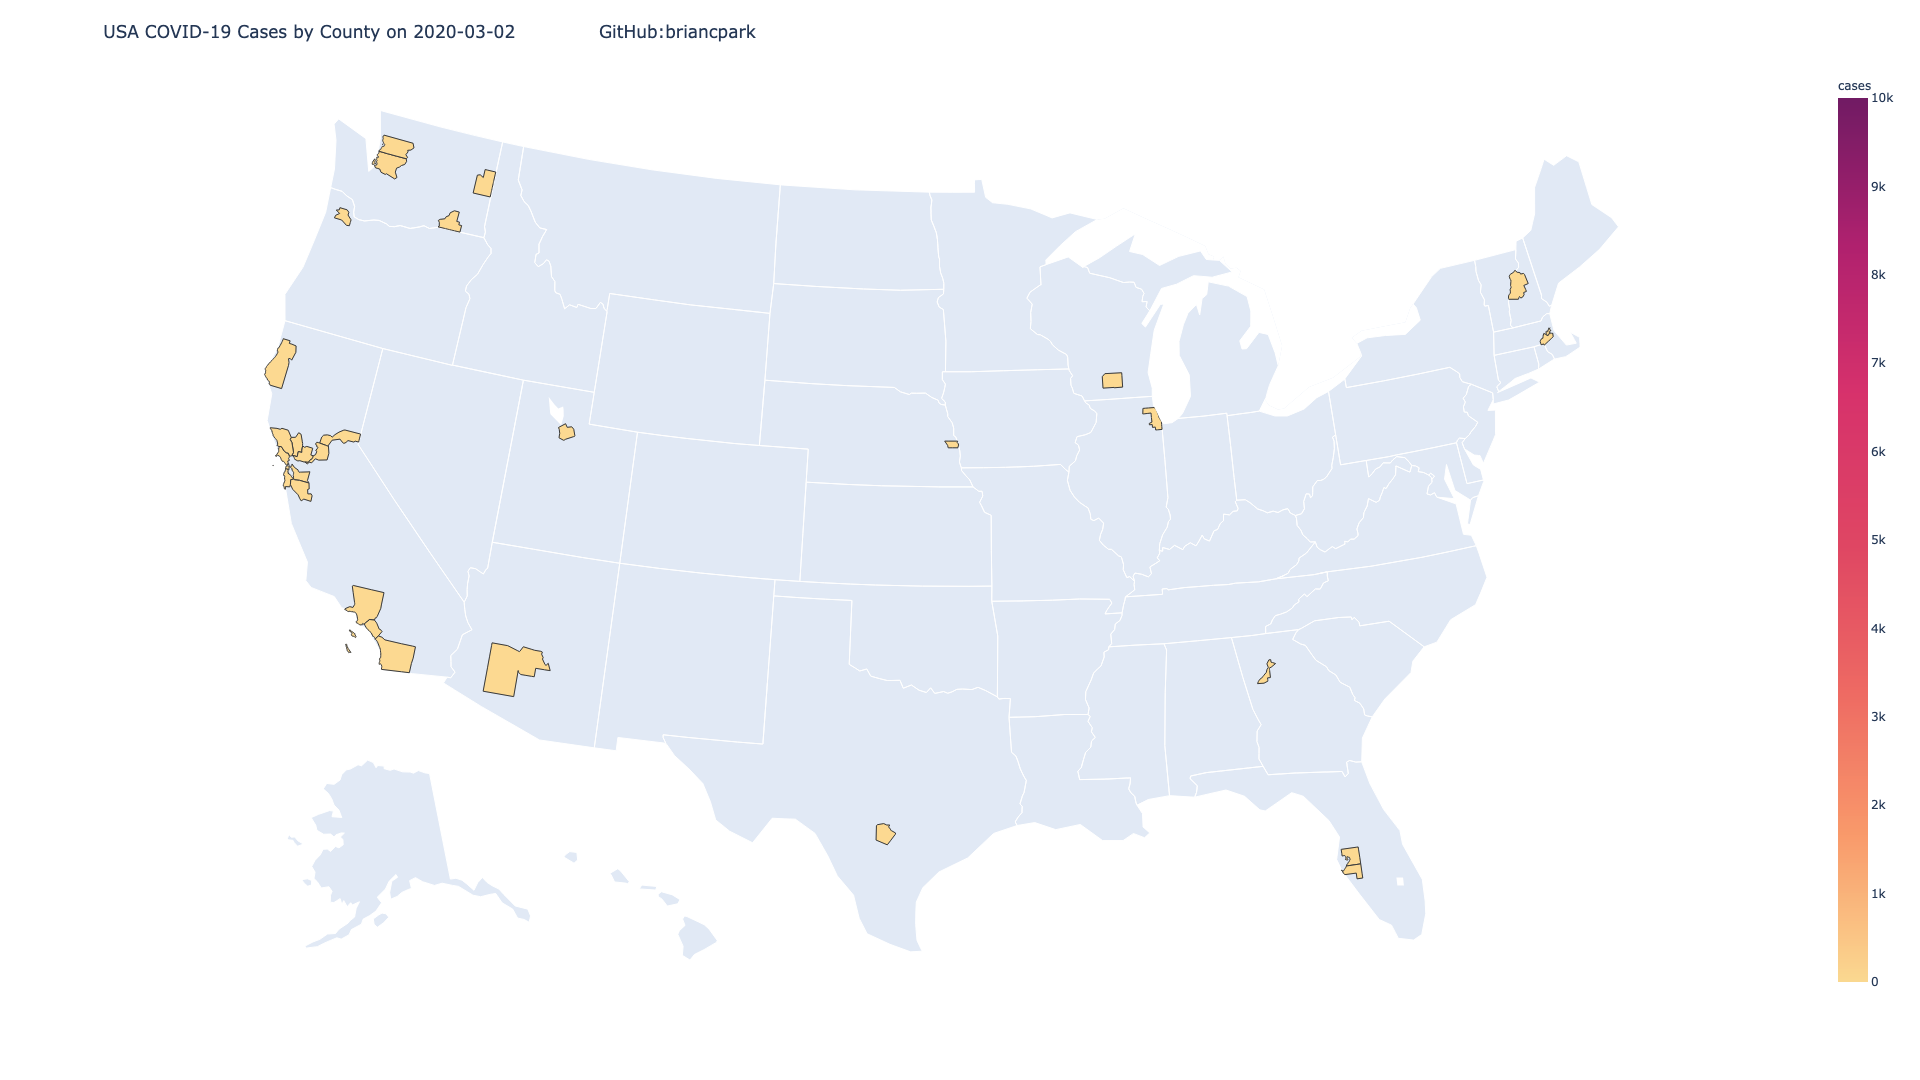 USA COVID-19 Cases by County on 2020-03-02 GitHub:briancpark
cases
10k
9k
8k
7k
6k
5k
4k
3k
2k
1k
0